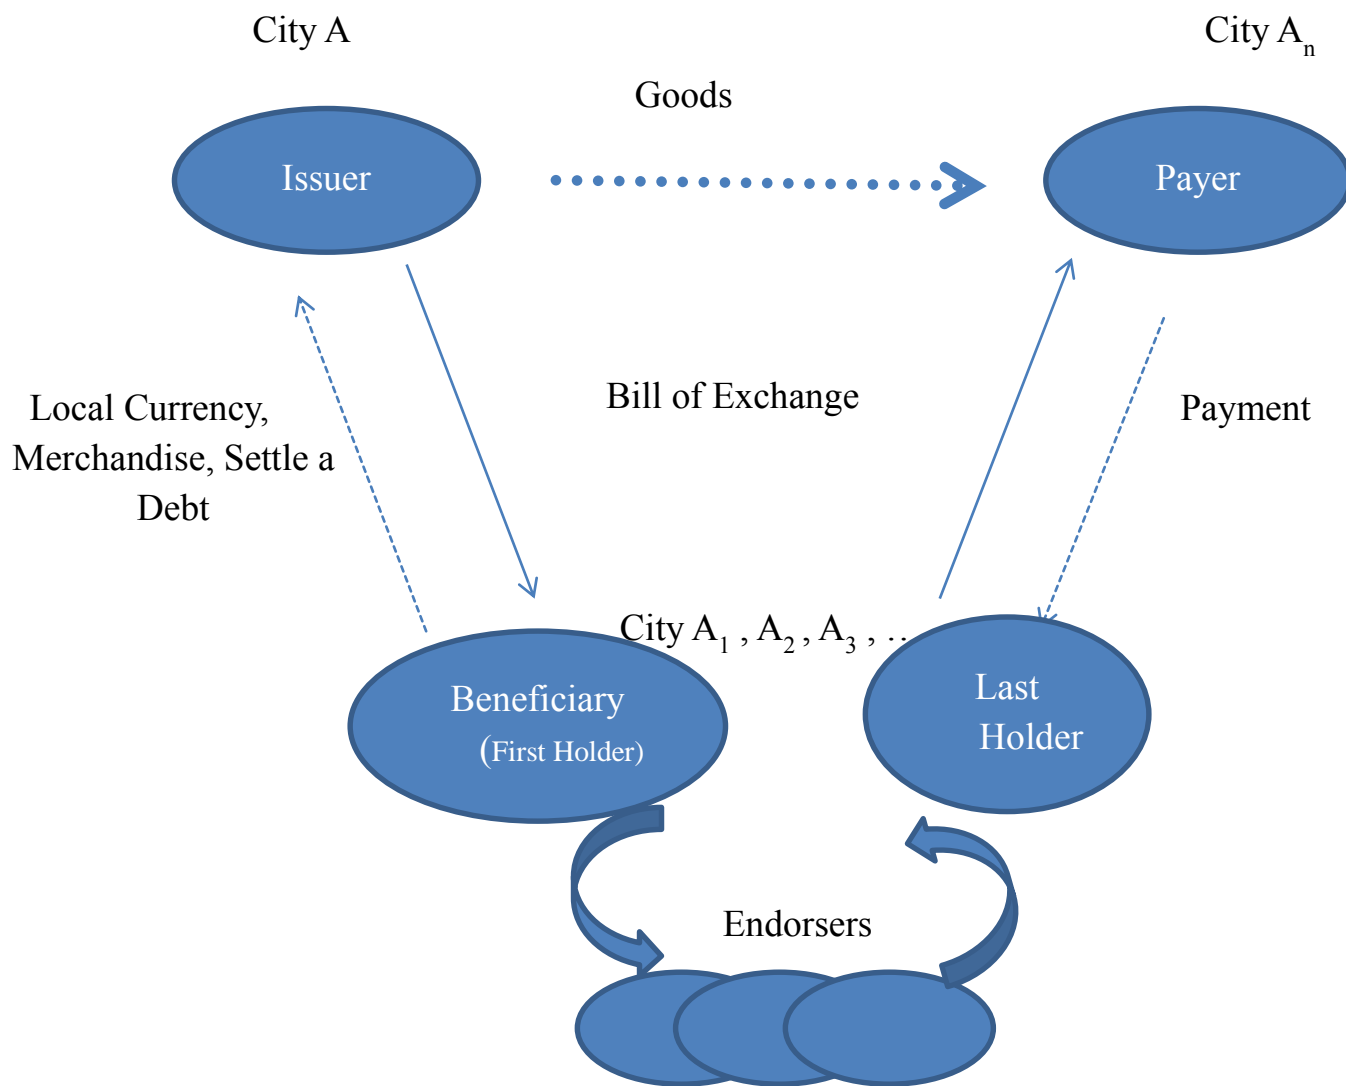 City A
City Aₙ
Goods
Issuer
Payer
Local Currency,
Merchandise, Settle a
Debt
Bill of Exchange
Payment
City A₁ , A₂ , A₃ , ..
Beneficiary
(First Holder)
Last
Holder
Endorsers